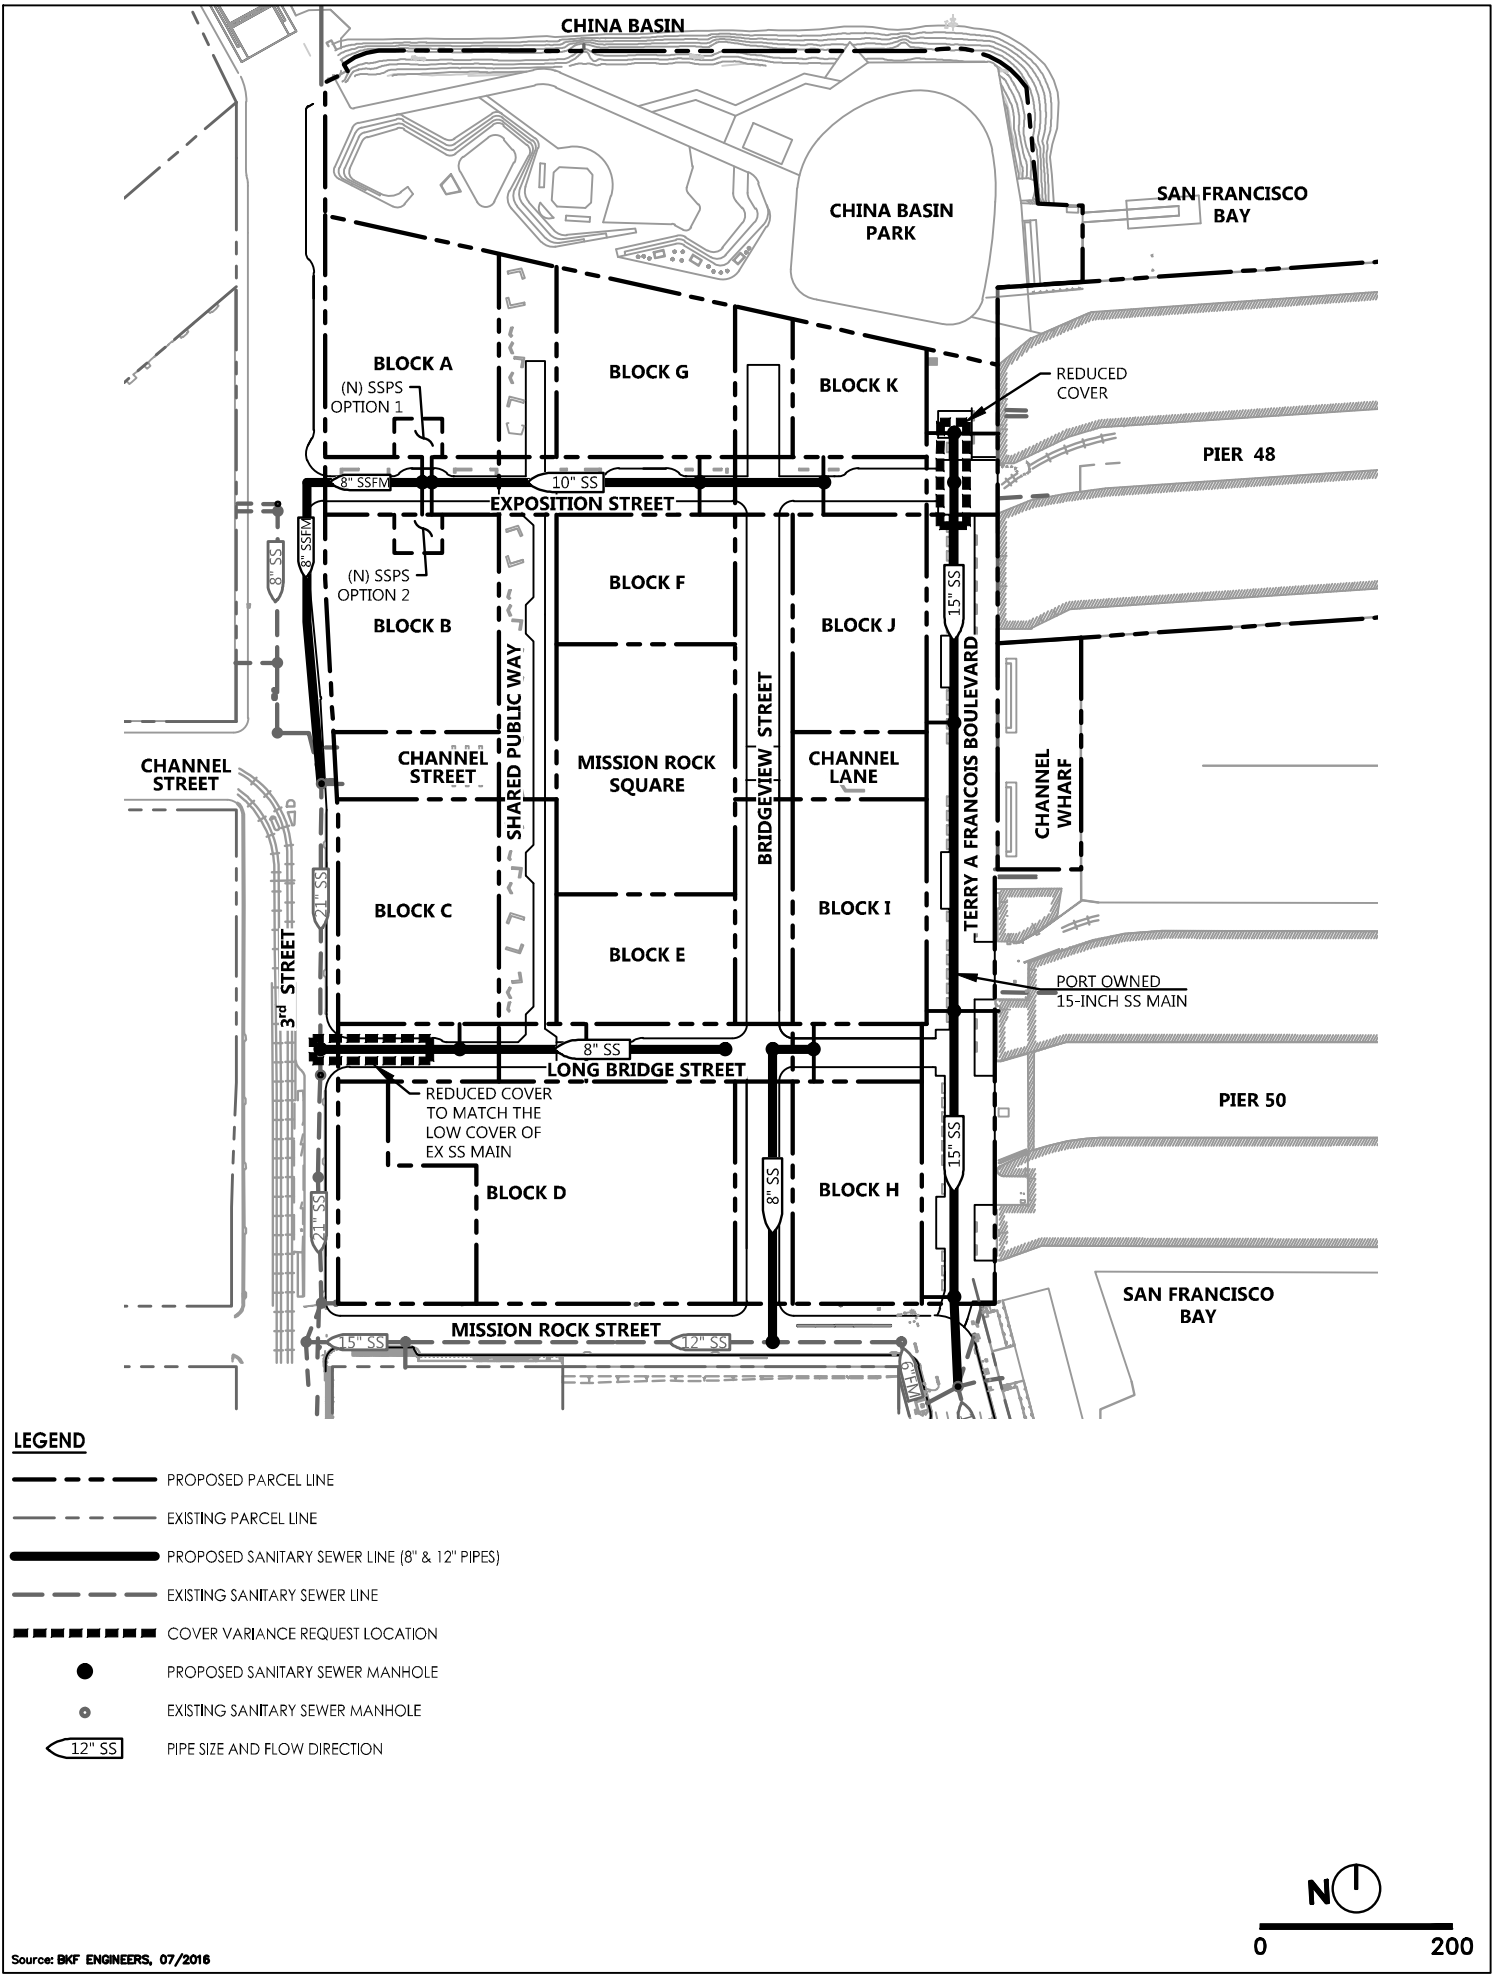 CHINA BASIN
SAN FRANCISCO
BAY
CHINA BASIN
PARK
BLOCK A
BLOCK G
BLOCK K
(N) SSPS
OPTION 1
REDUCED
COVER
PIER 48
8" SSFM
10" SS
EXPOSITION STREET
8" SSFM
8" SS
(N) SSPS
OPTION 2
BLOCK F
15" SS
BLOCK B
BLOCK J
SHARED PUBLIC WAY
BRIDGEVIEW STREET
TERRY A FRANCOIS BOULEVARD
CHANNEL
STREET
CHANNEL
STREET
MISSION ROCK
SQUARE
CHANNEL
LANE
CHANNEL
WHARF
21" SS
BLOCK C
BLOCK I
3rd STREET
BLOCK E
PORT OWNED
15-INCH SS MAIN
8" SS
LONG BRIDGE STREET
REDUCED COVER
TO MATCH THE
LOW COVER OF
EX SS MAIN
PIER 50
15" SS
21" SS
BLOCK D
8" SS
BLOCK H
SAN FRANCISCO
BAY
MISSION ROCK STREET
15" SS
12" SS
6"FM
LEGEND
PROPOSED PARCEL LINE
EXISTING PARCEL LINE
PROPOSED SANITARY SEWER LINE (8" & 12" PIPES)
EXISTING SANITARY SEWER LINE
COVER VARIANCE REQUEST LOCATION
PROPOSED SANITARY SEWER MANHOLE
EXISTING SANITARY SEWER MANHOLE
12" SS
PIPE SIZE AND FLOW DIRECTION
N
0 200
Source: BKF ENGINEERS, 07/2016